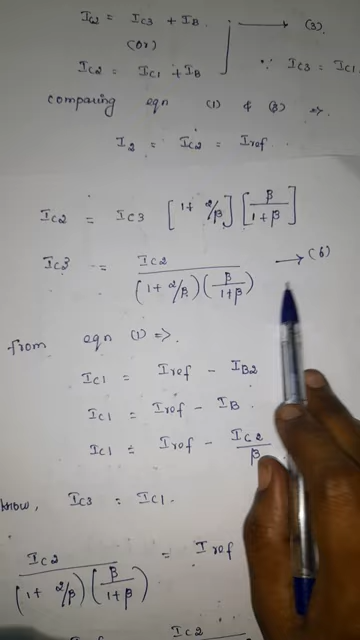 IC2 = IC3 + IB. → (3).
(or)
IC2 = IC1 + IB ∵ IC3 = IC1
comparing eqn (1) & (3) ⇒
I2 = IC2 = Iref.
IC2 = IC3 [1+ 2/β] [β/1+β]
IC3 = IC2/(1+ 2/β)(β/1+β) → (6)
from eqn (1) ⇒
IC1 = Iref - IB2
IC1 = Iref - IB.
IC1 = Iref - IC2/β
know, IC3 = IC1.
IC2/(1+ 2/β)(β/1+β) = Iref
IC2